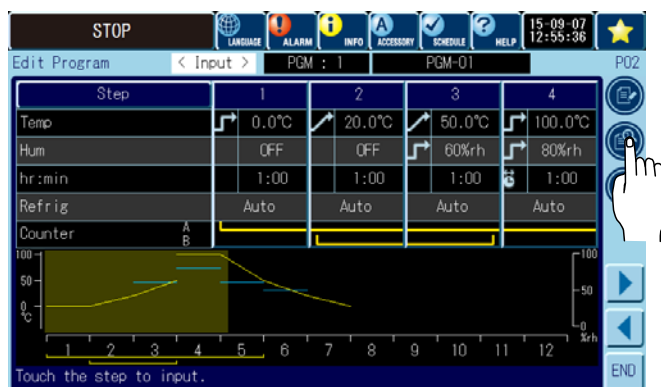 STOP LANGUAGE ALARM INFO ACCESSORY SCHEDULE HELP 15-09-07
12:55:36
Edit Program < Input > PGM : 1 PGM-01 P02
Step 1 2 3 4
Temp 0.0°C 20.0°C 50.0°C 100.0°C
Hum OFF OFF 60%rh 80%rh
hr:min 1:00 1:00 1:00 1:00
Refrig Auto Auto Auto Auto
Counter A
B
100 100
50 50
0 0
°C %rh
1 2 3 4 5 6 7 8 9 10 11 12
Touch the step to input. END